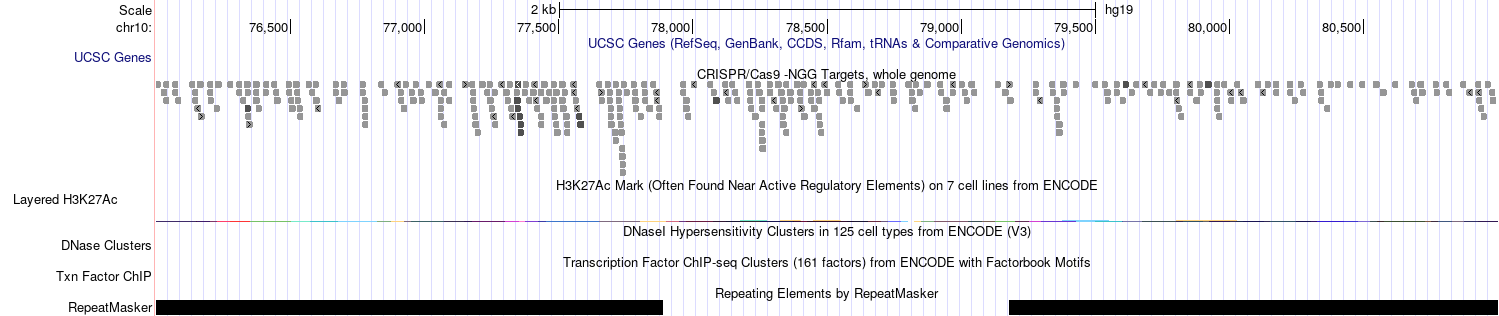 Scale 2 kb hg19
chr10: 76,500 77,000 77,500 78,000 78,500 79,000 79,500 80,000 80,500
UCSC Genes (RefSeq, GenBank, CCDS, Rfam, tRNAs & Comparative Genomics)
UCSC Genes
CRISPR/Cas9 -NGG Targets, whole genome
H3K27Ac Mark (Often Found Near Active Regulatory Elements) on 7 cell lines from ENCODE
Layered H3K27Ac
DNaseI Hypersensitivity Clusters in 125 cell types from ENCODE (V3)
DNase Clusters
Transcription Factor ChIP-seq Clusters (161 factors) from ENCODE with Factorbook Motifs
Txn Factor ChIP
Repeating Elements by RepeatMasker
RepeatMasker